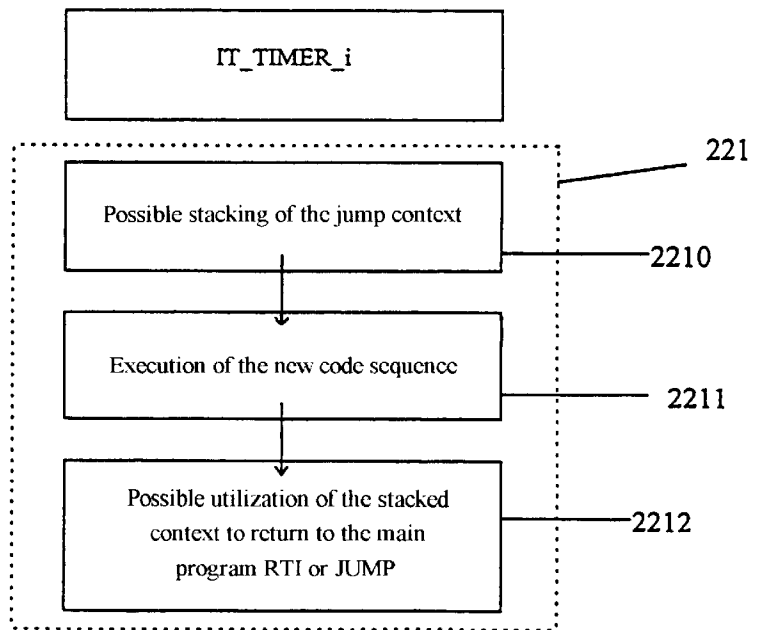 IT_TIMER_i
221
Possible stacking of the jump context
2210
Execution of the new code sequence
2211
Possible utilization of the stacked
context to return to the main
program RTI or JUMP
2212